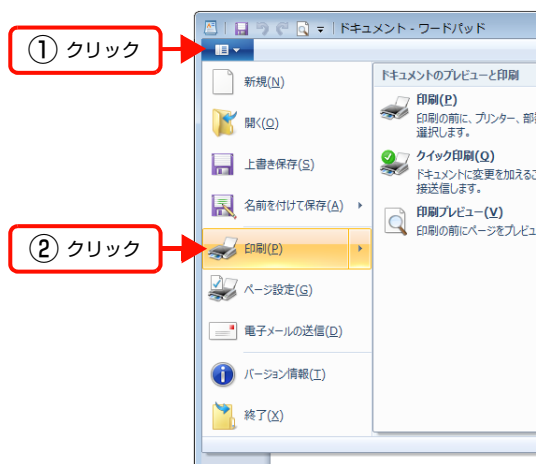 ドキュメント - ワードパッド
① クリック
新規(N)
開く(O)
上書き保存(S)
名前を付けて保存(A)
② クリック
印刷(P)
ページ設定(G)
電子メールの送信(D)
バージョン情報(T)
終了(X)
ドキュメントのプレビューと印刷
印刷(P)
印刷の前に、プリンター、部
選択します。
クイック印刷(Q)
ドキュメントに変更を加えるこ
接送信します。
印刷プレビュー(V)
印刷の前にページをプレビュ